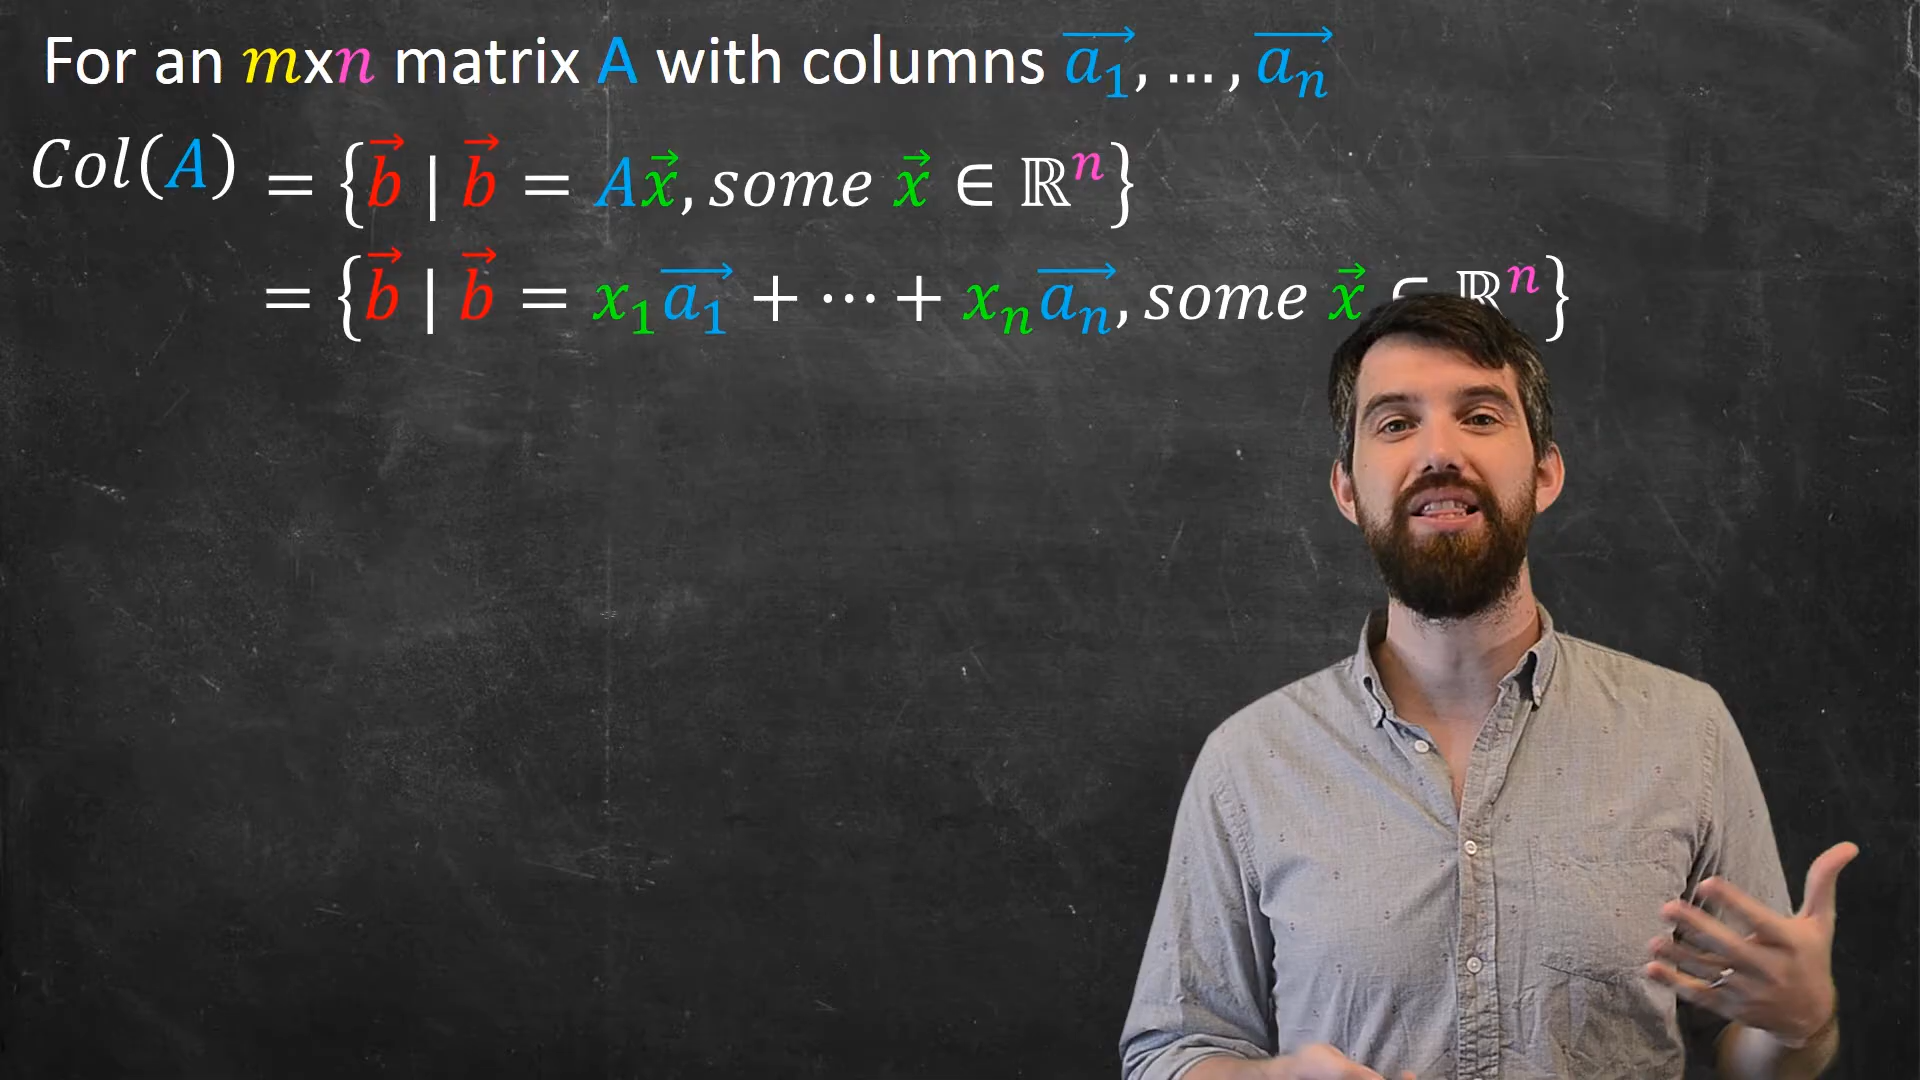 For an mxn matrix A with columns a₁⃗, … , aₙ⃗
Col(A) = {b⃗ | b⃗ = Ax⃗, some x⃗ ∈ ℝⁿ}
= {b⃗ | b⃗ = x₁a₁⃗ + ⋯ + xₙaₙ⃗, some x⃗ ∈ ℝⁿ}